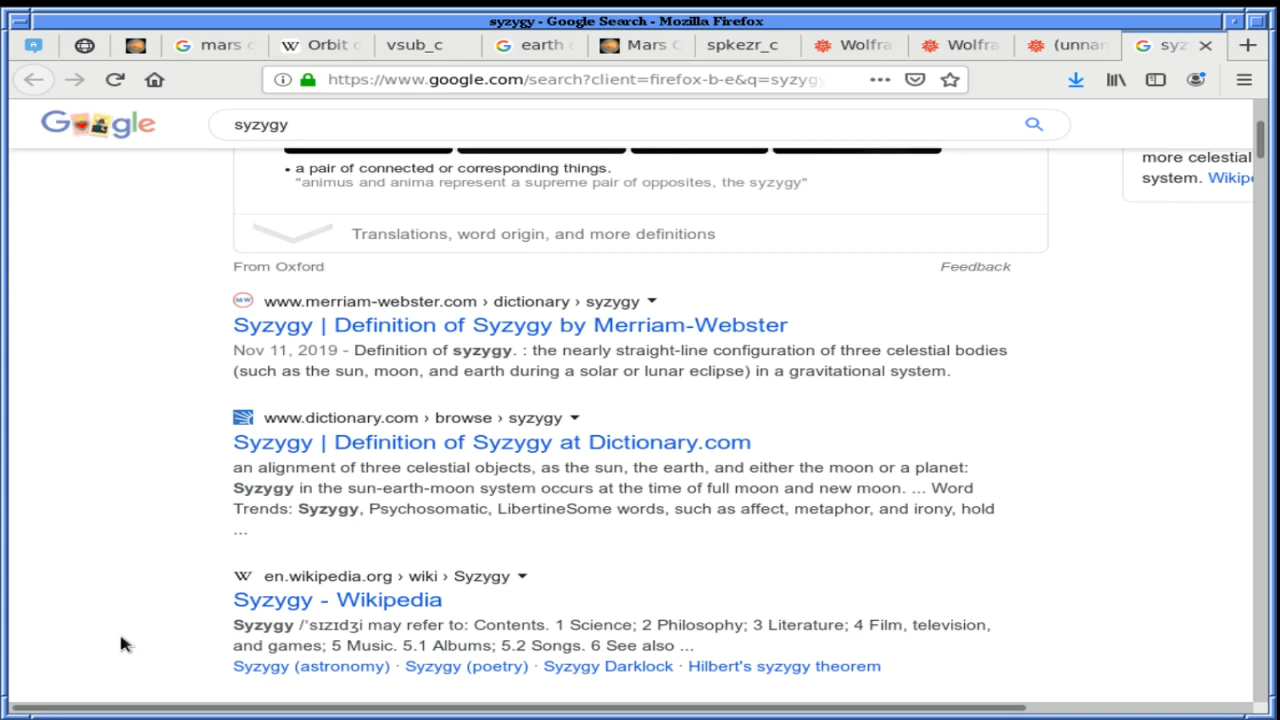 syzygy - Google Search - Mozilla Firefox
mars c
Orbit c
vsub_c
earth
Mars C
spkezr_c
Wolfra
Wolfra
(unnar
syz
https://www.google.com/search?client=firefox-b-e&q=syzygy
Google
syzygy
• a pair of connected or corresponding things.
"animus and anima represent a supreme pair of opposites, the syzygy"
more celestial
system. Wikipe
Translations, word origin, and more definitions
From Oxford
Feedback
www.merriam-webster.com › dictionary › syzygy
Syzygy | Definition of Syzygy by Merriam-Webster
Nov 11, 2019 - Definition of syzygy. : the nearly straight-line configuration of three celestial bodies
(such as the sun, moon, and earth during a solar or lunar eclipse) in a gravitational system.
www.dictionary.com › browse › syzygy
Syzygy | Definition of Syzygy at Dictionary.com
an alignment of three celestial objects, as the sun, the earth, and either the moon or a planet:
Syzygy in the sun-earth-moon system occurs at the time of full moon and new moon. ... Word
Trends: Syzygy, Psychosomatic, LibertineSome words, such as affect, metaphor, and irony, hold
...
W en.wikipedia.org › wiki › Syzygy
Syzygy - Wikipedia
Syzygy /ˈsɪzɪdʒi may refer to: Contents. 1 Science; 2 Philosophy; 3 Literature; 4 Film, television,
and games; 5 Music. 5.1 Albums; 5.2 Songs. 6 See also ...
Syzygy (astronomy) · Syzygy (poetry) · Syzygy Darklock · Hilbert's syzygy theorem